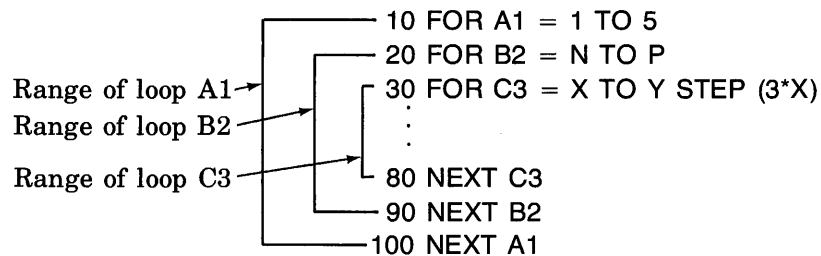 10 FOR A1 = 1 TO 5
20 FOR B2 = N TO P
Range of loop A1 30 FOR C3 = X TO Y STEP (3*X)
Range of loop B2
Range of loop C3 80 NEXT C3
90 NEXT B2
100 NEXT A1